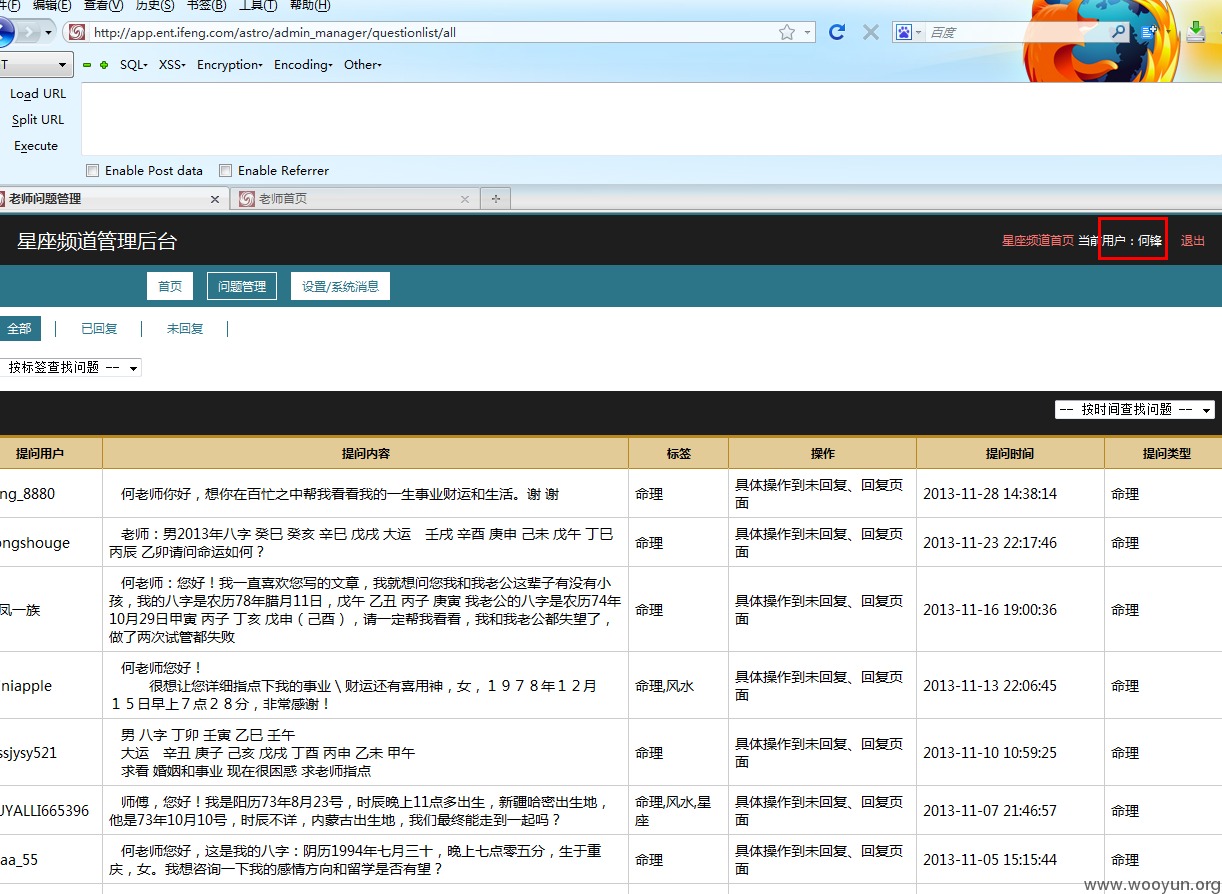 件(F) 编辑(E) 查看(V) 历史(S) 书签(B) 工具(T) 帮助(H)
http://app.ent.ifeng.com/astro/admin_manager/questionlist/all
百度
T SQL XSS Encryption Encoding Other
Load URL
Split URL
Execute
Enable Post data Enable Referrer
老师问题管理 老师首页
星座频道管理后台
星座频道首页 当前用户：何锋 退出
首页 问题管理 设置/系统消息
全部 已回复 未回复
按标签查找问题 --
-- 按时间查找问题 --
提问用户 提问内容 标签 操作 提问时间 提问类型
ng_8880
何老师你好，想你在百忙之中帮我看看我的一生事业财运和生活。谢 谢
命理
具体操作到未回复、回复页
面
2013-11-28 14:38:14
命理
ongshouge
老师：男2013年八字 癸巳 癸亥 辛巳 戊戌 大运　壬戌 辛酉 庚申 己未 戊午 丁巳
丙辰 乙卯请问命运如何？
命理
具体操作到未回复、回复页
面
2013-11-23 22:17:46
命理
凤一族
何老师：您好！我一直喜欢您写的文章，我就想问您我和我老公这辈子有没有小
孩，我的八字是农历78年腊月11日，戊午 乙丑 丙子 庚寅 我老公的八字是农历74年
10月29日甲寅 丙子 丁亥 戊申（己酉），请一定帮我看看，我和我老公都失望了，
做了两次试管都失败
命理
具体操作到未回复、回复页
面
2013-11-16 19:00:36
命理
niapple
何老师您好！
很想让您详细指点下我的事业\财运还有喜用神，女，１９７８年１２月
１５日早上７点２８分，非常感谢！
命理,风水
具体操作到未回复、回复页
面
2013-11-13 22:06:45
命理
ssjysy521
男 八字 丁卯 壬寅 乙巳 壬午
大运　辛丑 庚子 己亥 戊戌 丁酉 丙申 乙未 甲午
求看 婚姻和事业 现在很困惑 求老师指点
命理
具体操作到未回复、回复页
面
2013-11-10 10:59:25
命理
UYALLI665396
师傅，您好！我是阳历73年8月23号，时辰晚上11点多出生，新疆哈密出生地，
他是73年10月10号，时辰不详，内蒙古出生地，我们最终能走到一起吗？
命理,风水,星
座
具体操作到未回复、回复页
面
2013-11-07 21:46:57
命理
aa_55
何老师您好，这是我的八字：阴历1994年七月三十，晚上七点零五分，生于重
庆，女。我想咨询一下我的感情方向和留学是否有望？
命理
具体操作到未回复、回复页
面
2013-11-05 15:15:44
命理
www.wooyun.org